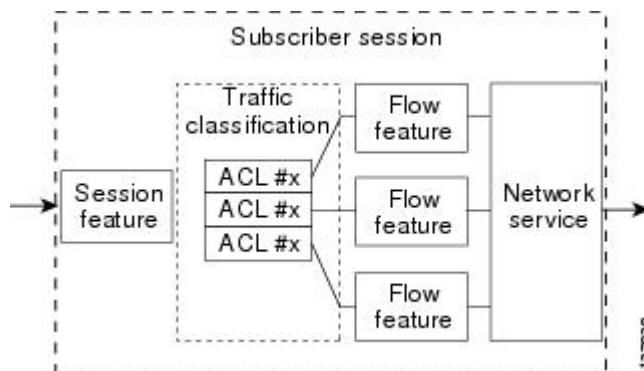 Subscriber session
Traffic
classification
Session
feature
ACL #x
ACL #x
ACL #x
Flow
feature
Flow
feature
Flow
feature
Network
service